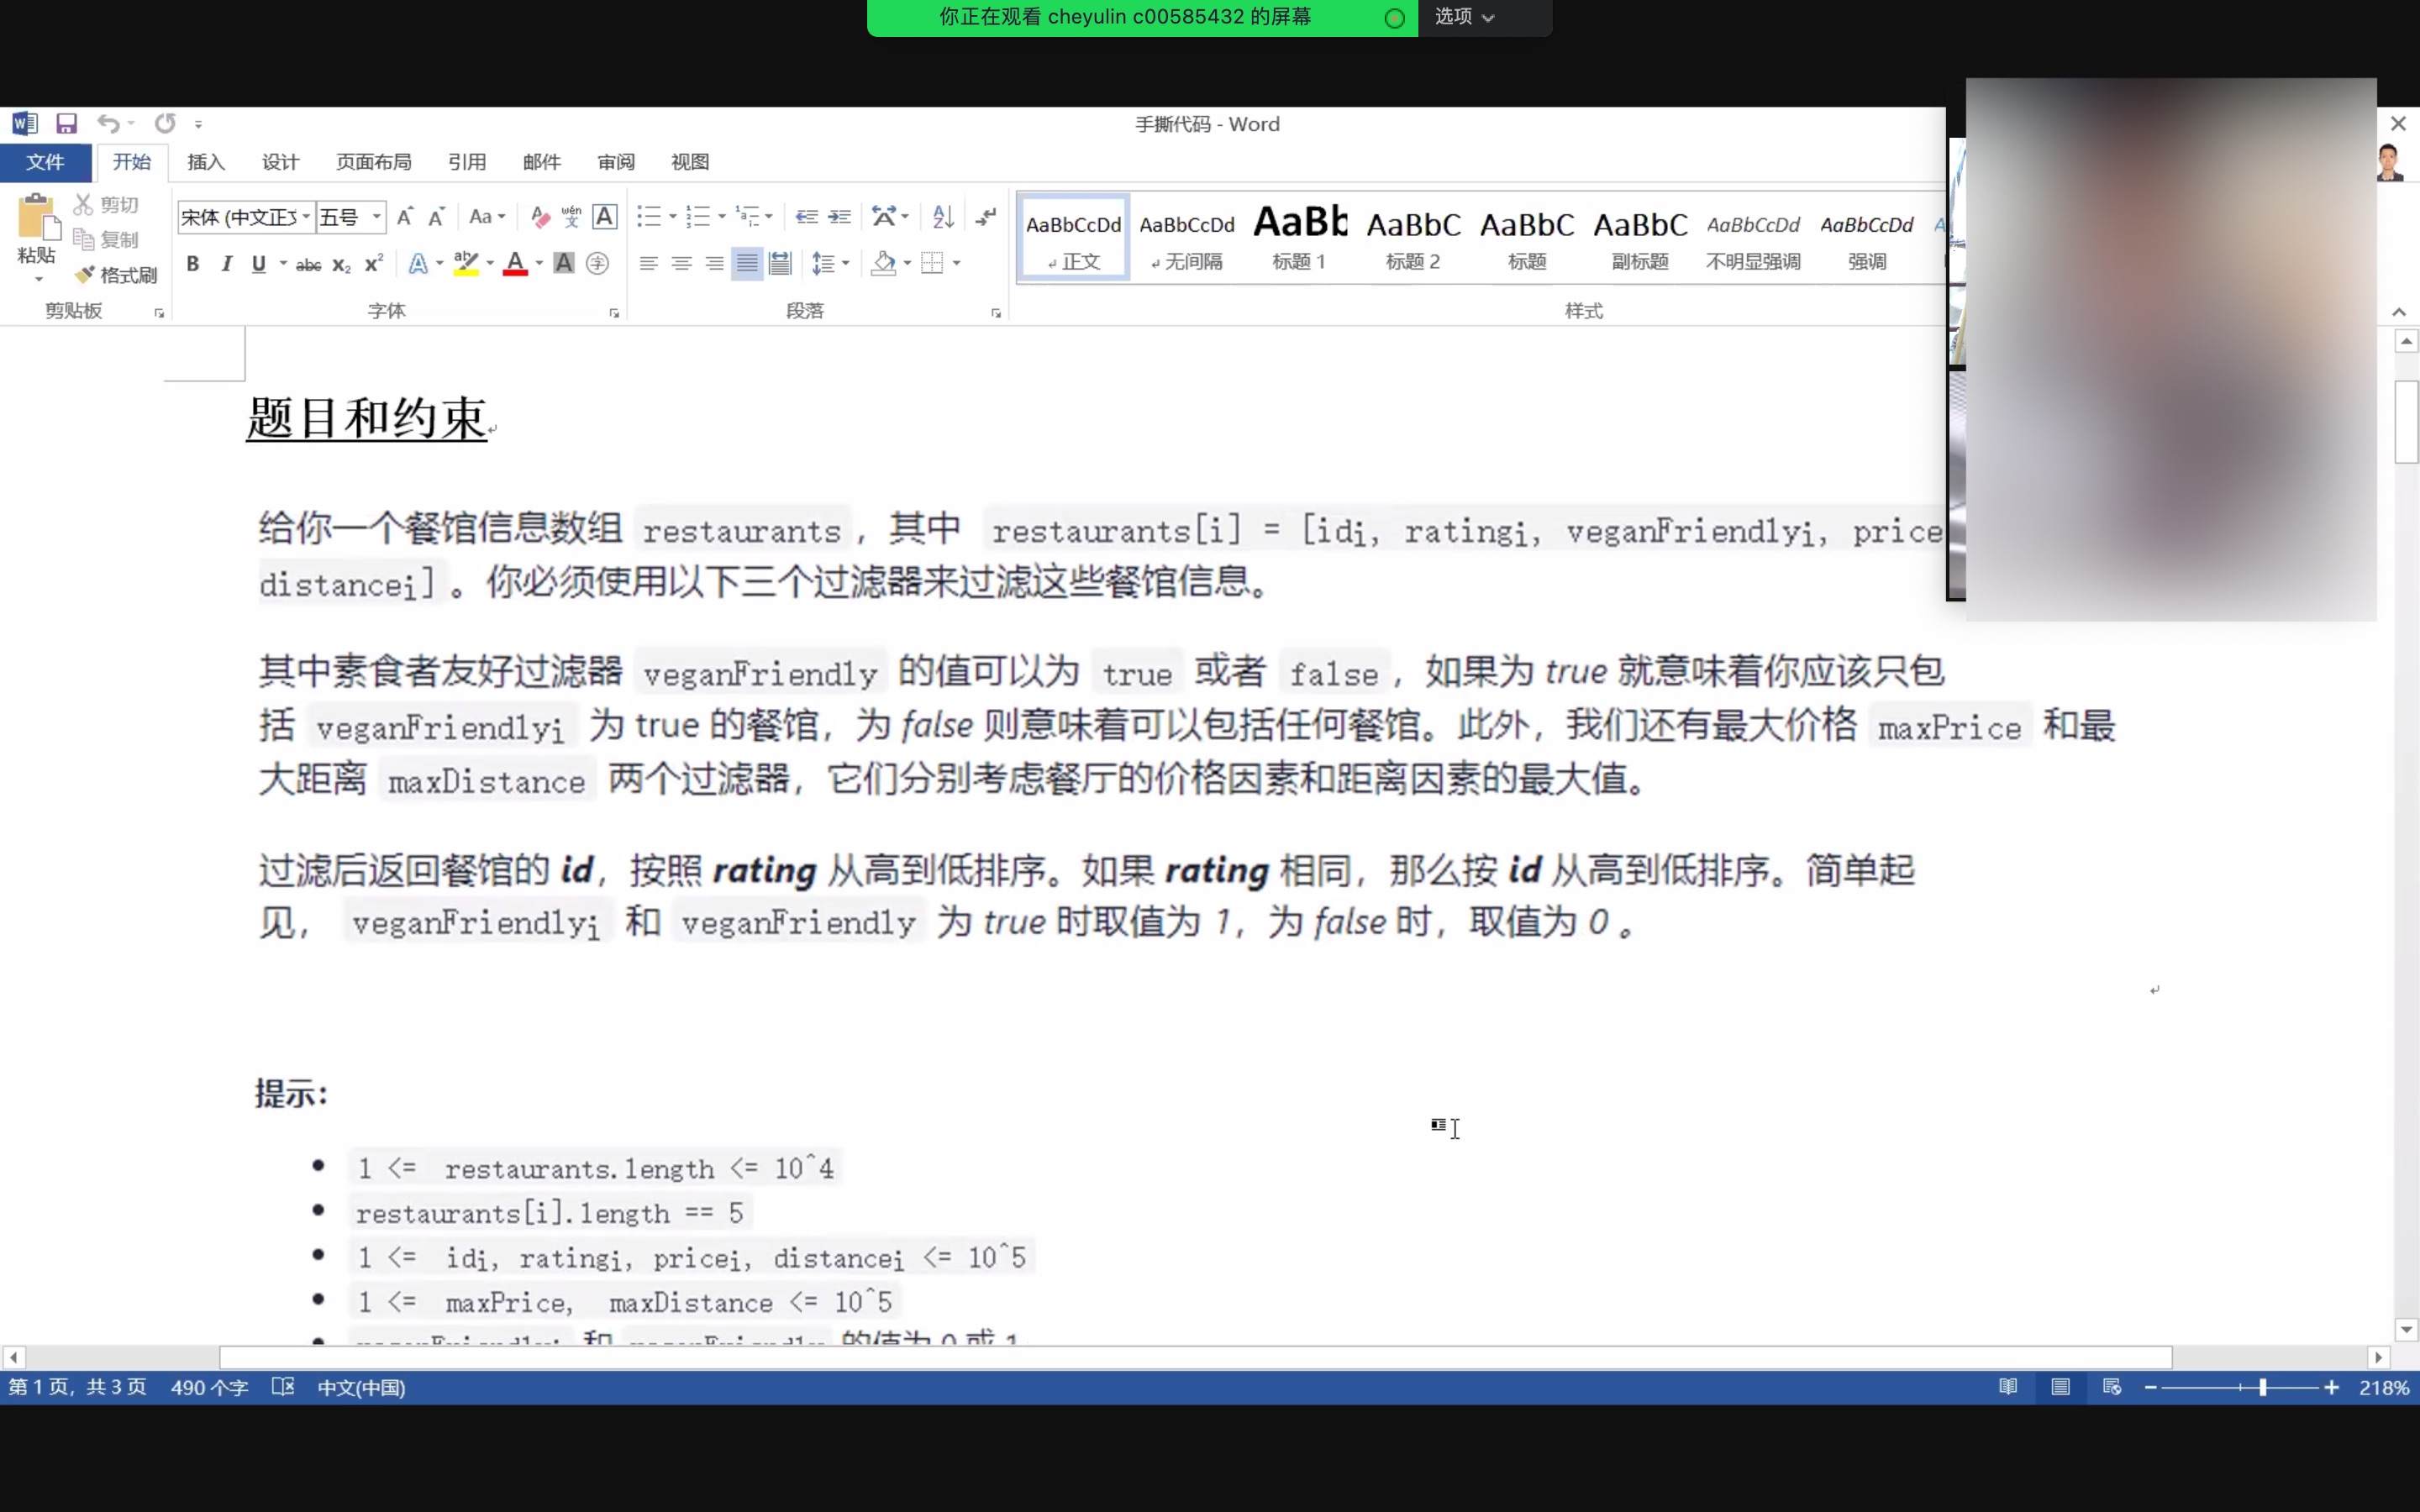 你正在观看 cheyulin c00585432 的屏幕
选项
手撕代码 - Word
文件 开始 插入 设计 页面布局 引用 邮件 审阅 视图
剪切
复制
粘贴
格式刷
剪贴板
宋体 (中文正文
五号
字体
段落
AaBbCcDd AaBbCcDd AaBb AaBbC AaBbC AaBbC AaBbCcDd AaBbCcDd
正文 无间隔 标题 1 标题 2 标题 副标题 不明显强调 强调
样式
题目和约束
给你一个餐馆信息数组 restaurants，其中 restaurants[i] = [idi, ratingi, veganFriendlyi, price
distancei]。你必须使用以下三个过滤器来过滤这些餐馆信息。
其中素食者友好过滤器 veganFriendly 的值可以为 true 或者 false，如果为 true 就意味着你应该只包
括 veganFriendlyi 为 true 的餐馆，为 false 则意味着可以包括任何餐馆。此外，我们还有最大价格 maxPrice 和最
大距离 maxDistance 两个过滤器，它们分别考虑餐厅的价格因素和距离因素的最大值。
过滤后返回餐馆的 id，按照 rating 从高到低排序。如果 rating 相同，那么按 id 从高到低排序。简单起
见， veganFriendlyi 和 veganFriendly 为 true 时取值为 1，为 false 时，取值为 0 。
提示：
• 1 <= restaurants.length <= 10^4
• restaurants[i].length == 5
• 1 <= idi, ratingi, pricei, distancei <= 10^5
• 1 <= maxPrice, maxDistance <= 10^5
• veganFriendlyi 和 veganFriendly 的值为 0 或 1
第 1 页，共 3 页 490 个字 中文(中国)
218%